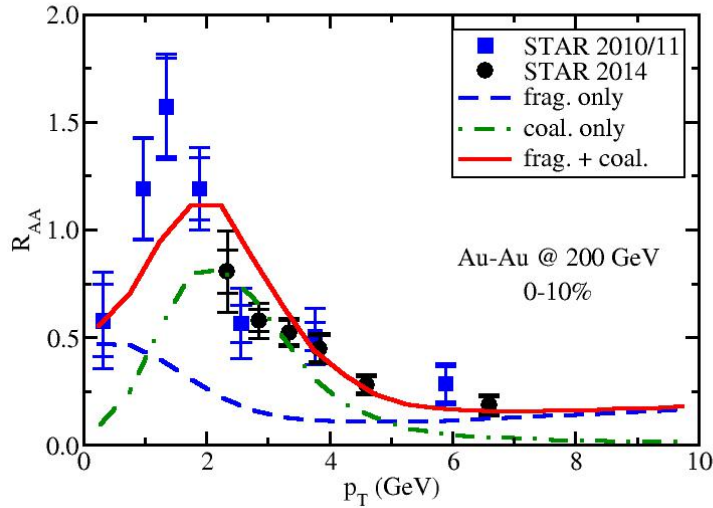 2.0
1.5
1.0
0.5
0.0
R_AA
STAR 2010/11
STAR 2014
frag. only
coal. only
frag. + coal.
Au-Au @ 200 GeV
0-10%
0 2 4 6 8 10
p_T (GeV)